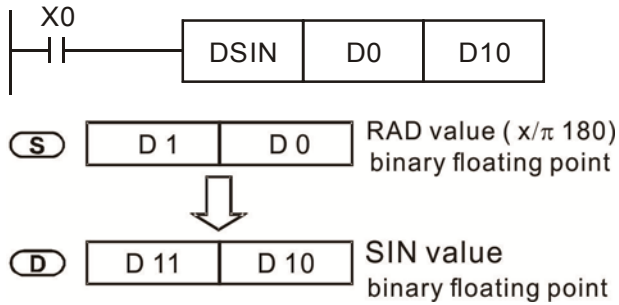 X0
DSIN D0 D10
S D 1 D 0 RAD value ( x/π 180)
binary floating point
D D 11 D 10 SIN value
binary floating point